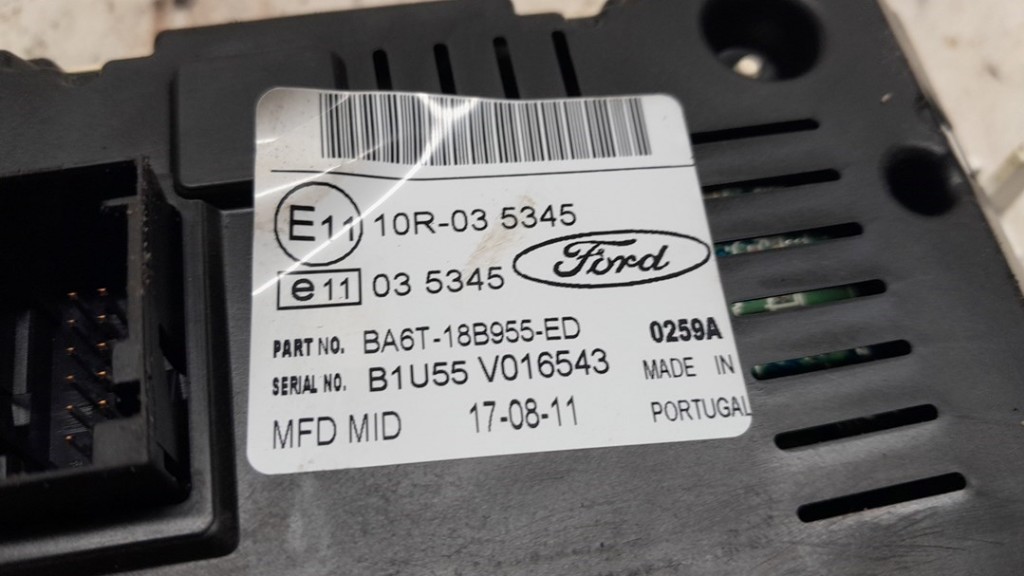 E11 10R-03 5345
Ford
e11 03 5345
PART NO. BA6T-18B955-ED 0259A
SERIAL NO. B1U55 V016543 MADE IN
MFD MID 17-08-11 PORTUGAL